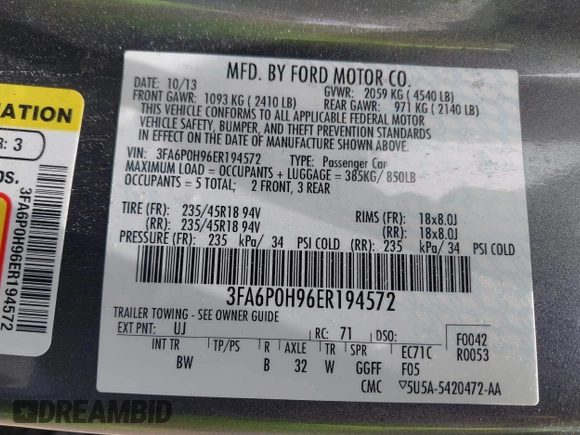 MFD. BY FORD MOTOR CO.
DATE: 10/13 GVWR: 2059 KG ( 4540 LB)
FRONT GAWR: 1093 KG ( 2410 LB) REAR GAWR: 971 KG ( 2140 LB)
THIS VEHICLE CONFORMS TO ALL APPLICABLE FEDERAL MOTOR
VEHICLE SAFETY, BUMPER, AND THEFT PREVENTION STANDARDS
IN EFFECT ON THE DATE OF MANUFACTURE SHOWN ABOVE.
VIN: 3FA6P0H96ER194572 TYPE: Passenger Car
MAXIMUM LOAD = OCCUPANTS + LUGGAGE = 385KG/ 850LB
OCCUPANTS = 5 TOTAL; 2 FRONT, 3 REAR
TIRE (FR): 235/45R18 94V RIMS (FR): 18x8.0J
(RR): 235/45R18 94V (RR): 18x8.0J
PRESSURE (FR): 235 kPa/ 34 PSI COLD (RR): 235 kPa/ 34 PSI COLD
3FA6P0H96ER194572
TRAILER TOWING - SEE OWNER GUIDE
EXT PNT: UJ RC: 71 DSO: F0042
R0053
INT TR TP/PS R AXLE TR SPR EC71C
BW B 32 W GGFF F05
CMC 5U5A-5420472-AA
MATION
R: 3
bs.
3FA6P0H96ER194572
DREAMBID